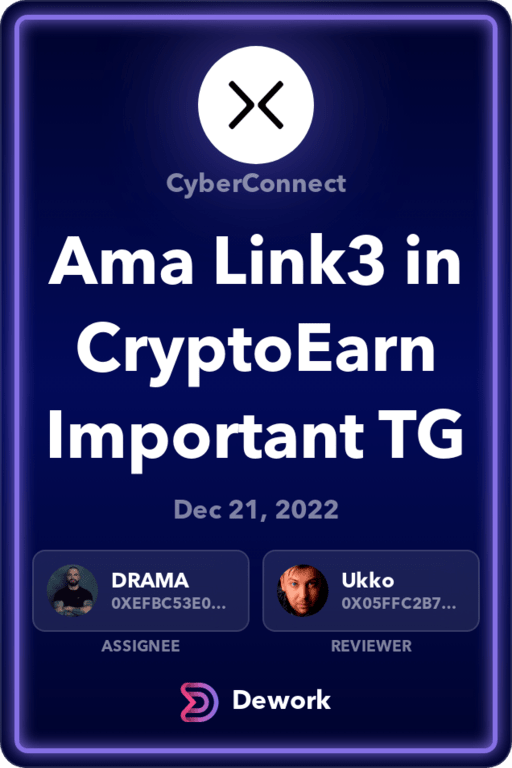 CyberConnect
Ama Link3 in
CryptoEarn
Important TG
Dec 21, 2022
DRAMA
0XEFBC53E0...
ASSIGNEE
Ukko
0X05FFC2B7...
REVIEWER
Dework